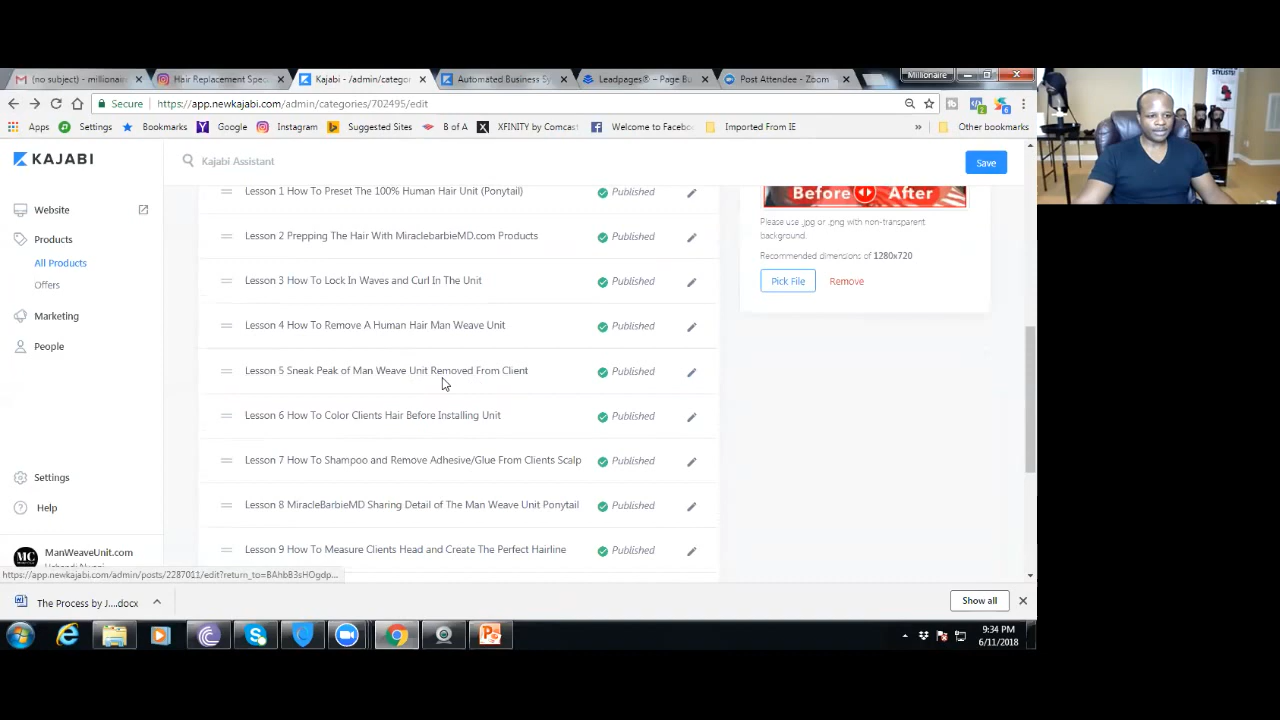 (no subject) - millionaire
Hair Replacement Spec
Kajabi - /admin/categor
Automated Business Sy
Leadpages® – Page Bu
Post Attendee - Zoom
Millionaire
Secure
https://app.newkajabi.com/admin/categories/702495/edit
Apps
Settings
Bookmarks
Google
Instagram
Suggested Sites
B of A
XFINITY by Comcast
Welcome to Facebo
Imported From IE
»
Other bookmarks
KAJABI
Kajabi Assistant
Save
Website
Products
All Products
Offers
Marketing
People
Settings
Help
MC
ManWeaveUnit.com
Lesson 1 How To Preset The 100% Human Hair Unit (Ponytail)
Published
Lesson 2 Prepping The Hair With MiraclebarbieMD.com Products
Published
Lesson 3 How To Lock In Waves and Curl In The Unit
Published
Lesson 4 How To Remove A Human Hair Man Weave Unit
Published
Lesson 5 Sneak Peak of Man Weave Unit Removed From Client
Published
Lesson 6 How To Color Clients Hair Before Installing Unit
Published
Lesson 7 How To Shampoo and Remove Adhesive/Glue From Clients Scalp
Published
Lesson 8 MiracleBarbieMD Sharing Detail of The Man Weave Unit Ponytail
Published
Lesson 9 How To Measure Clients Head and Create The Perfect Hairline
Published
Before After
Please use .jpg or .png with non-transparent
background.
Recommended dimensions of 1280x720
Pick File
Remove
https://app.newkajabi.com/admin/posts/2287011/edit?return_to=BAhbB3sHOgdp...
The Process by J....docx
Show all
9:34 PM
6/11/2018